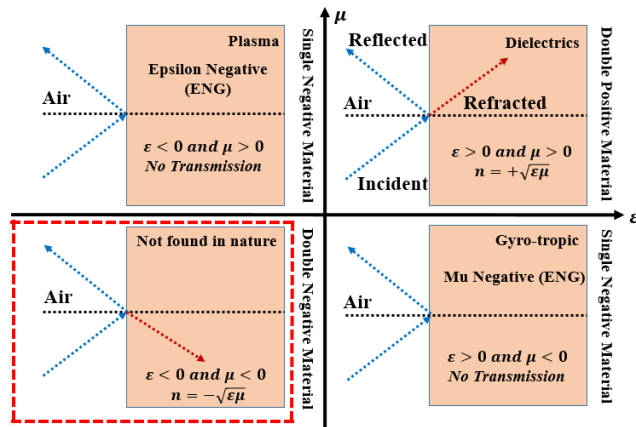 μ
ε
Plasma
Epsilon Negative
(ENG)
Air
ε < 0 and μ > 0
No Transmission
Single Negative Material
Reflected
Dielectrics
Air
Refracted
ε > 0 and μ > 0
n = +√εμ
Incident
Double Positive Material
Not found in nature
Air
ε < 0 and μ < 0
n = −√εμ
Double Negative Material
Gyro-tropic
Mu Negative (ENG)
Air
ε > 0 and μ < 0
No Transmission
Single Negative Material